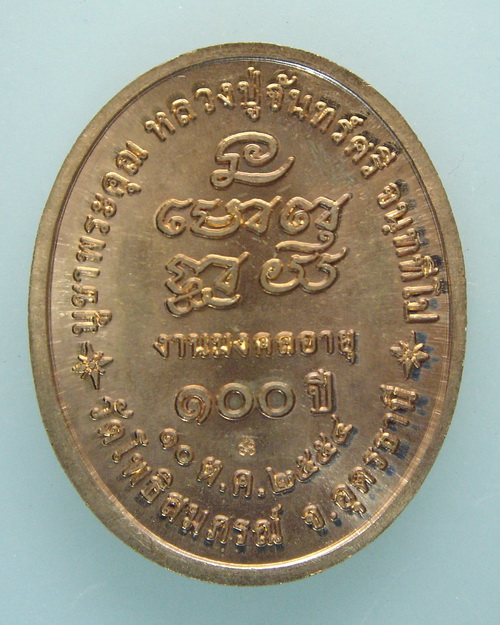 บูชาพระคุณ หลวงปู่จันทร์ศรี จนฺททีโป
งานมงคลอายุ
๑๐๐ ปี
๑๐ ต.ค.๒๕๕๔
วัดโพธิสมภรณ์ จ.อุดรธานี